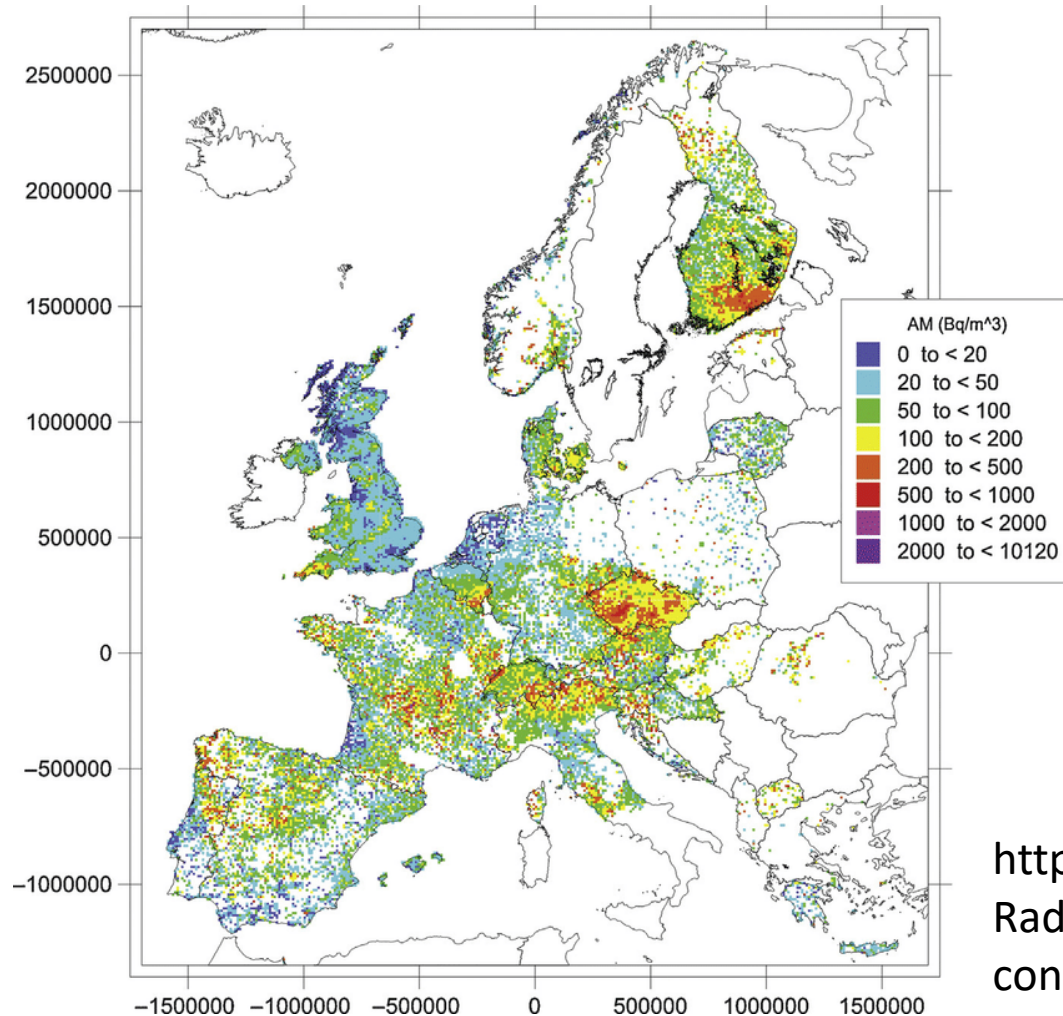 2500000
2000000
1500000
1000000
500000
0
−500000
−1000000
AM (Bq/m^3)
0 to < 20
20 to < 50
50 to < 100
100 to < 200
200 to < 500
500 to < 1000
1000 to < 2000
2000 to < 10120
http
Rad
con
−1500000 −1000000 −500000 0 500000 1000000 1500000